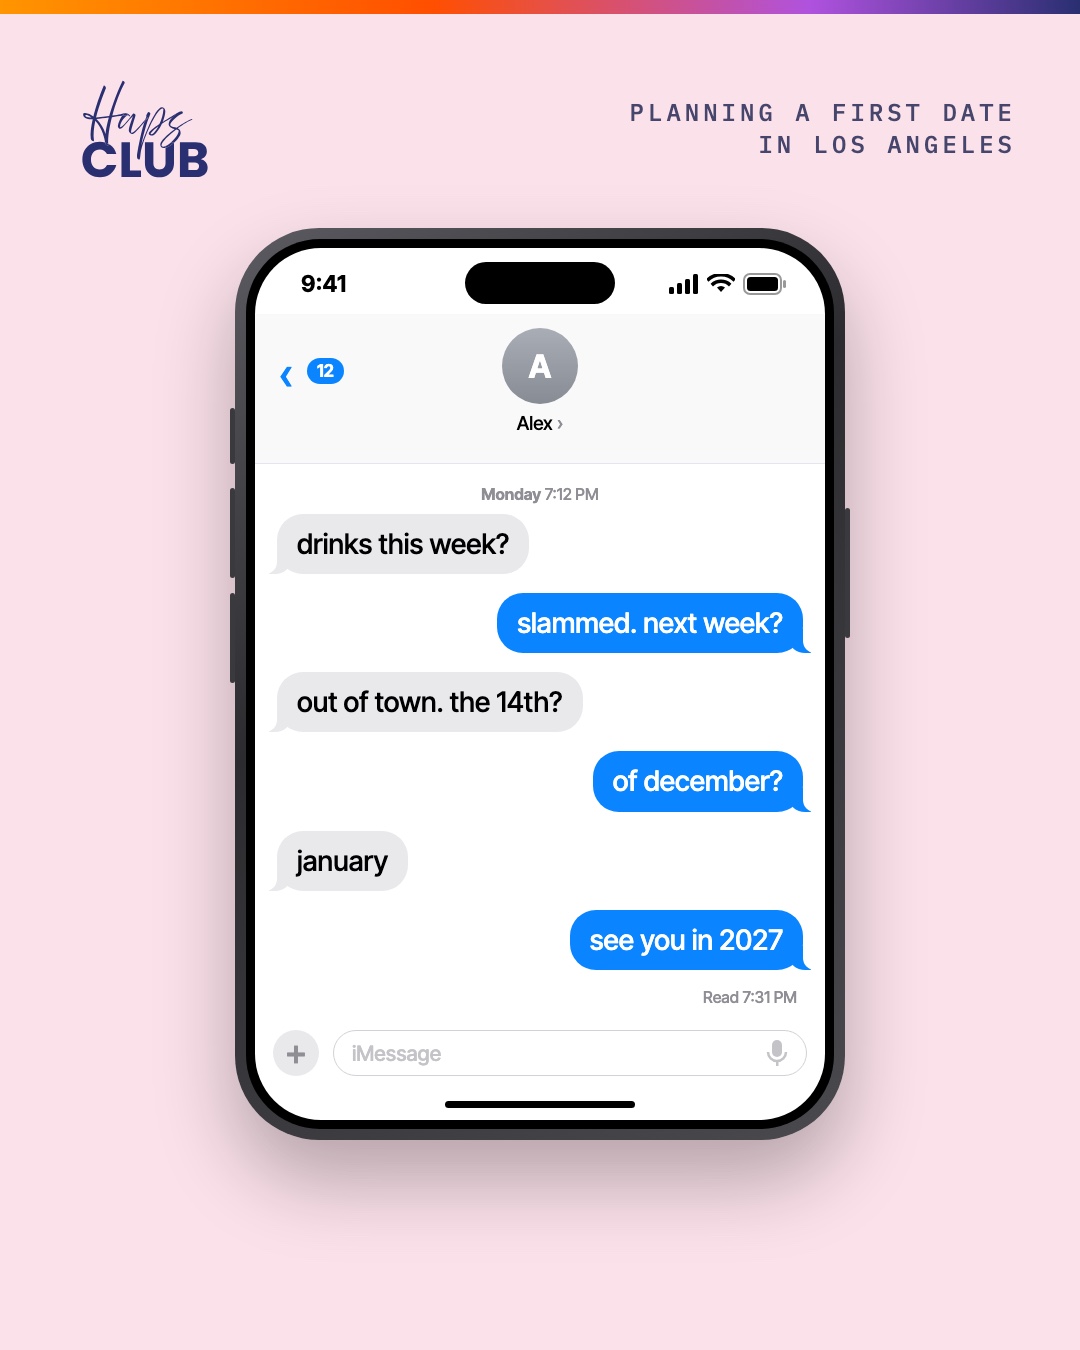 Haps
CLUB
PLANNING A FIRST DATE
IN LOS ANGELES
9:41
12
A
Alex ›
Monday 7:12 PM
drinks this week?
slammed. next week?
out of town. the 14th?
of december?
january
see you in 2027
Read 7:31 PM
iMessage